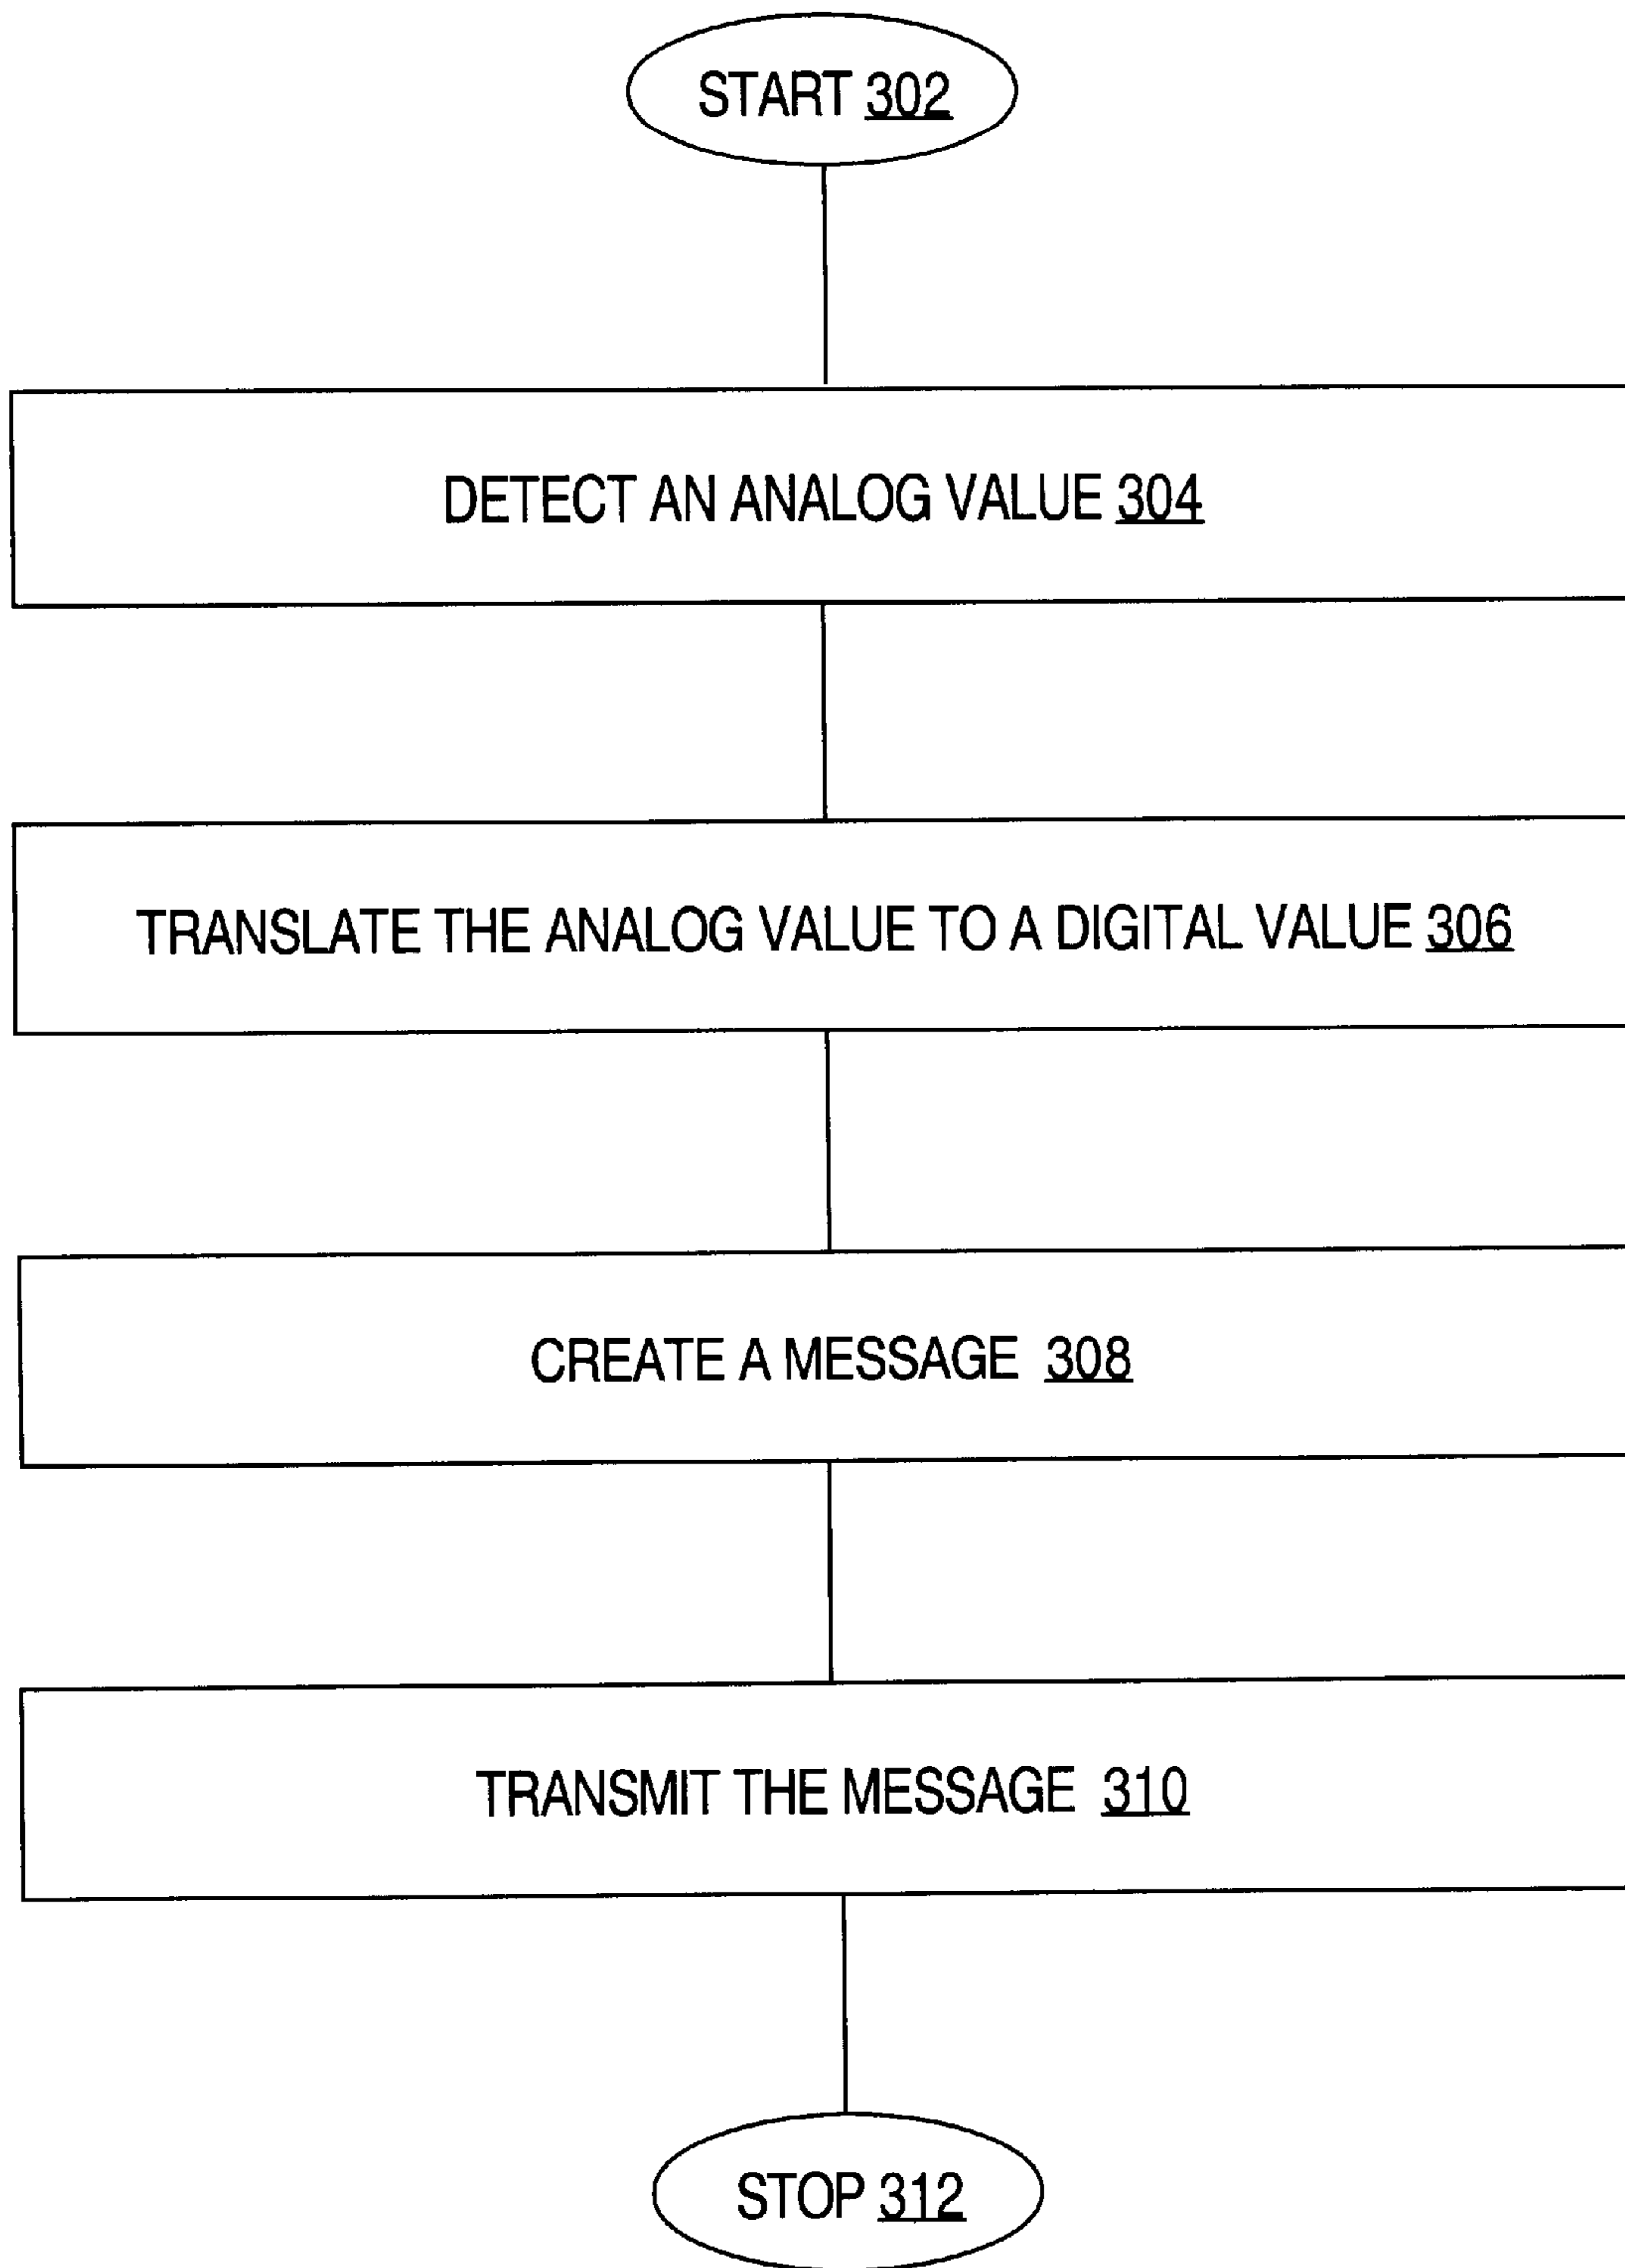 START 302
DETECT AN ANALOG VALUE 304
TRANSLATE THE ANALOG VALUE TO A DIGITAL VALUE 306
CREATE A MESSAGE 308
TRANSMIT THE MESSAGE 310
STOP 312